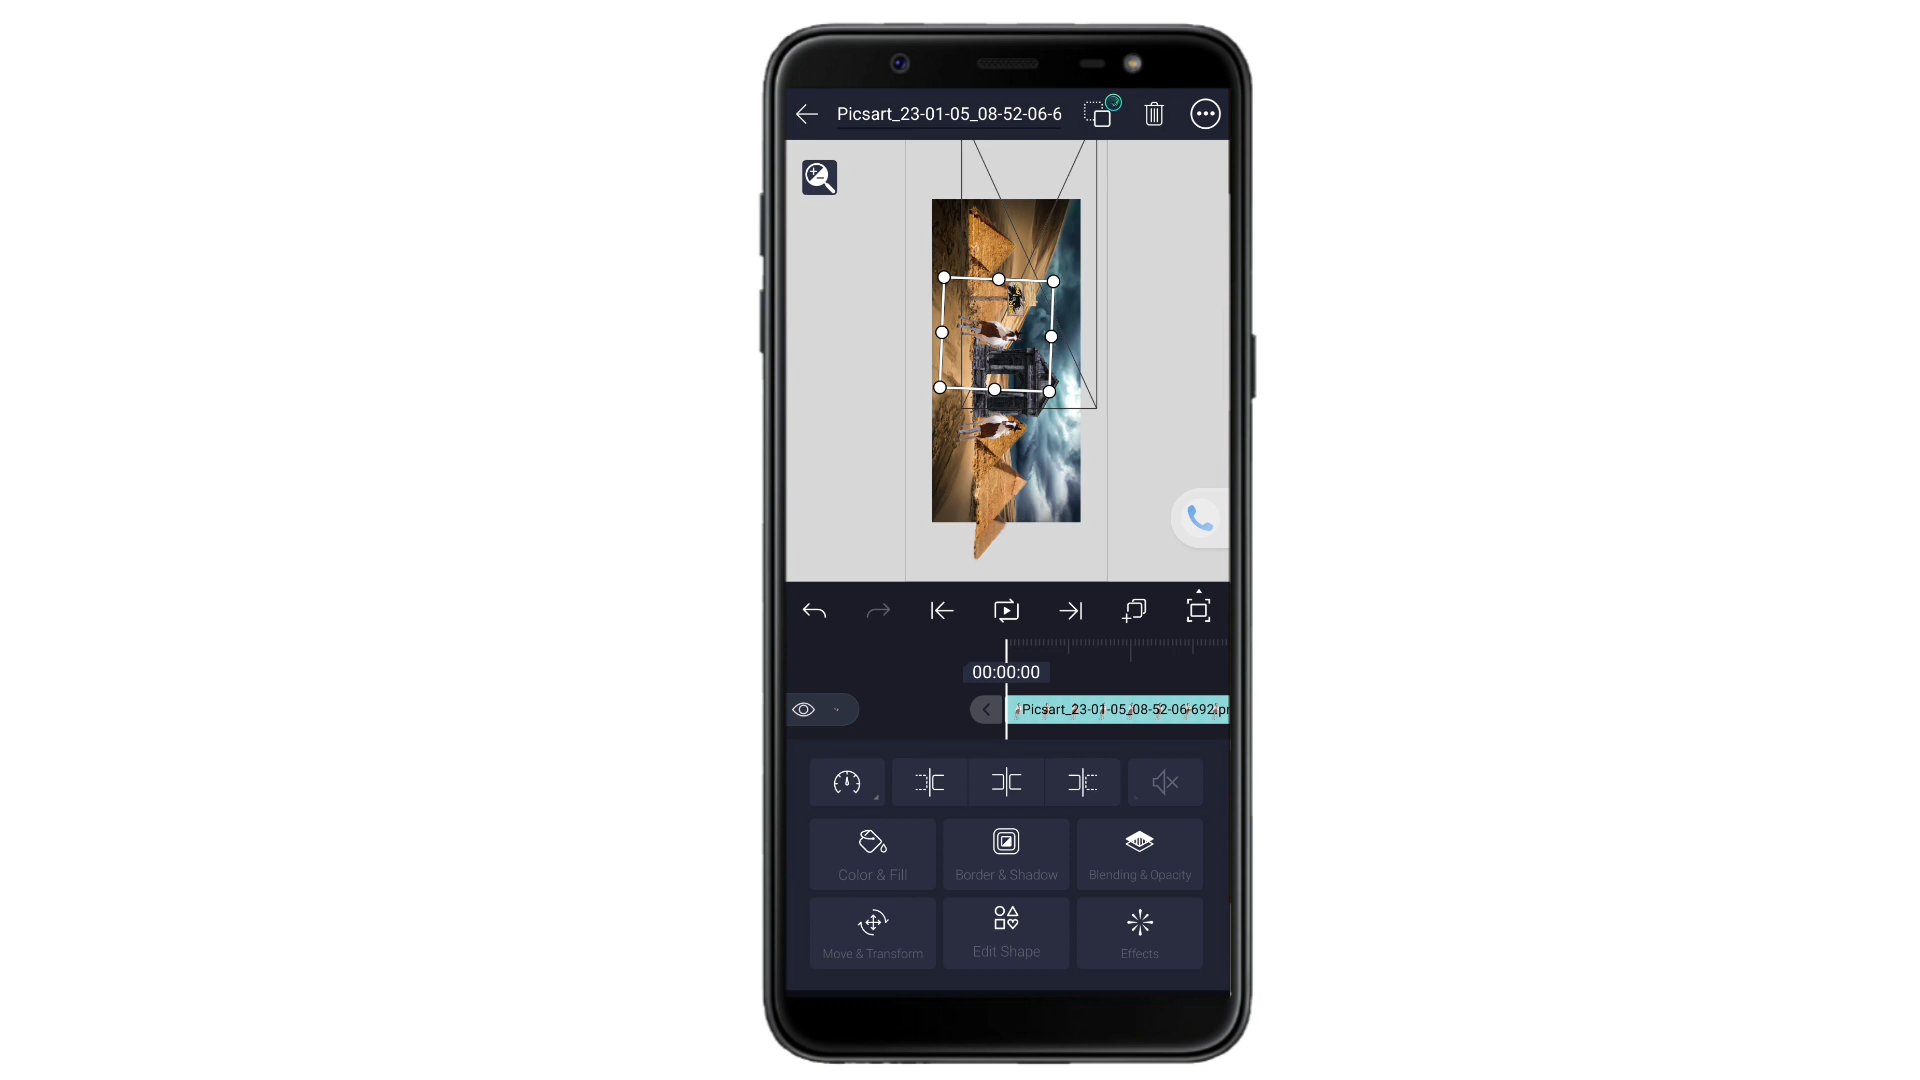 Picsart_23-01-05_08-52-06-6
00:00:00
Picsart_23-01-05_08-52-06-692.pn
Color & Fill
Border & Shadow
Blending & Opacity
Move & Transform
Edit Shape
Effects